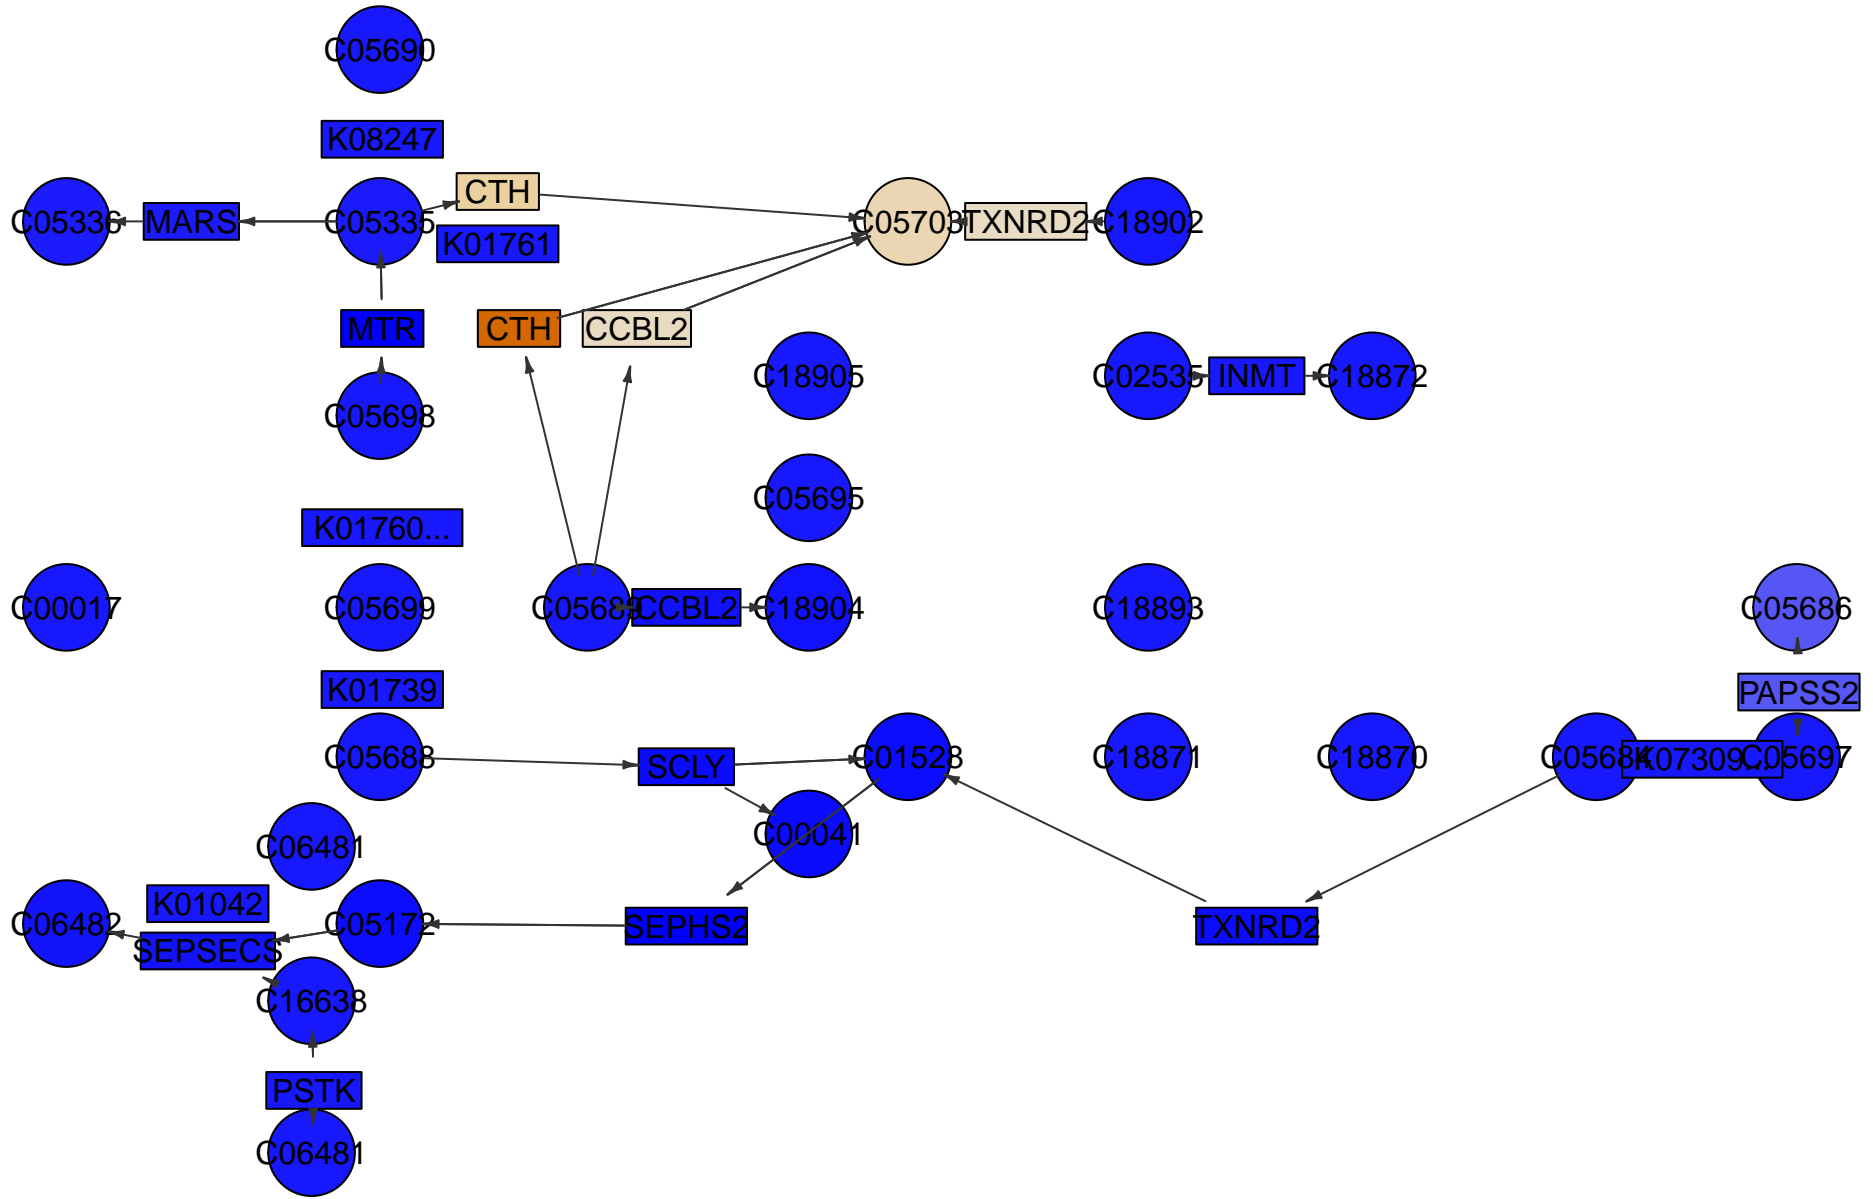 C05690
K08247
CTH
C05336
MARS
C05335
C05703
TXNRD2
C18902
K01761
MTR
CTH
CCBL2
C18905
C02535
INMT
C18872
C05698
C05695
K01760...
C00017
C05699
C05689
CCBL2
C18904
C18893
C05686
K01739
PAPSS2
C05688
SCLY
C01528
C18871
C18870
C05684
K07309...
C05697
C00041
C06481
K01042
C06482
C05172
SEPHS2
TXNRD2
SEPSECS
C16638
PSTK
C06481